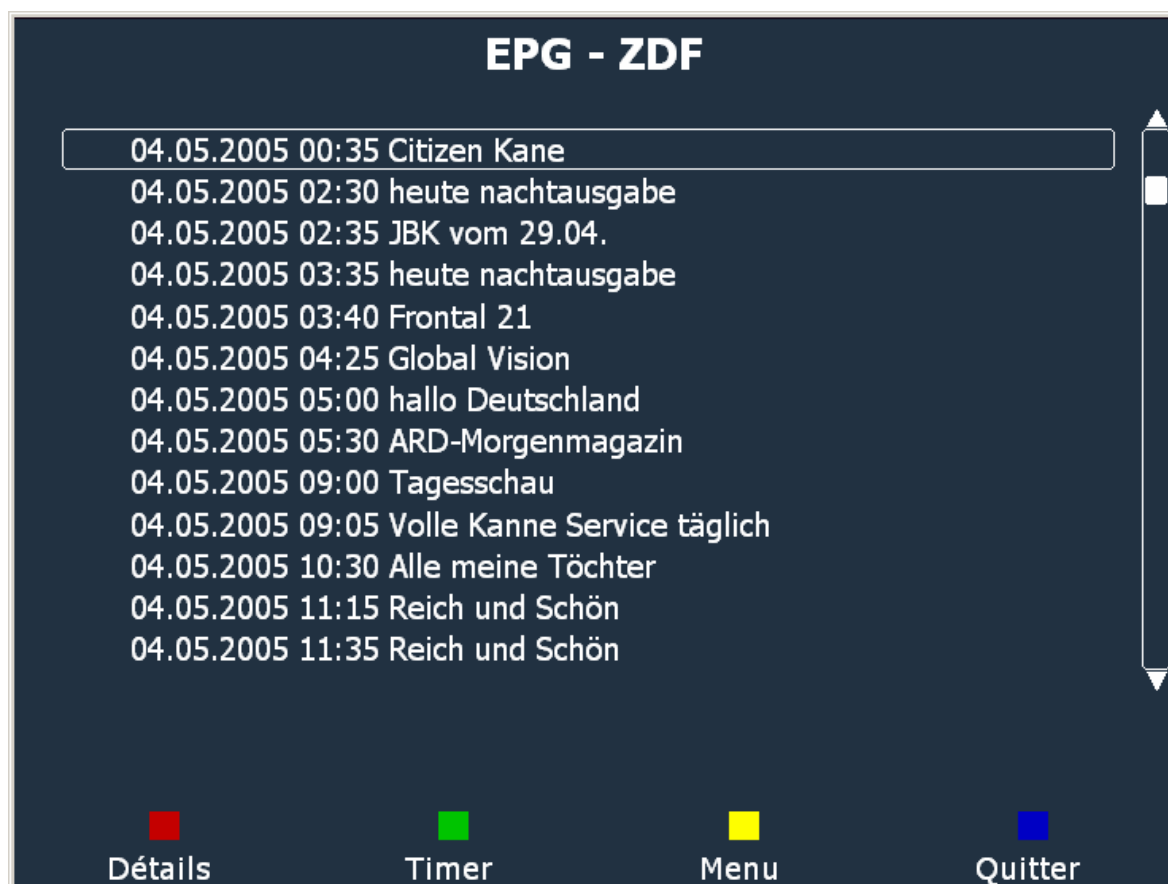 EPG - ZDF
04.05.2005 00:35 Citizen Kane
04.05.2005 02:30 heute nachtausgabe
04.05.2005 02:35 JBK vom 29.04.
04.05.2005 03:35 heute nachtausgabe
04.05.2005 03:40 Frontal 21
04.05.2005 04:25 Global Vision
04.05.2005 05:00 hallo Deutschland
04.05.2005 05:30 ARD-Morgenmagazin
04.05.2005 09:00 Tagesschau
04.05.2005 09:05 Volle Kanne Service täglich
04.05.2005 10:30 Alle meine Töchter
04.05.2005 11:15 Reich und Schön
04.05.2005 11:35 Reich und Schön
Détails Timer Menu Quitter